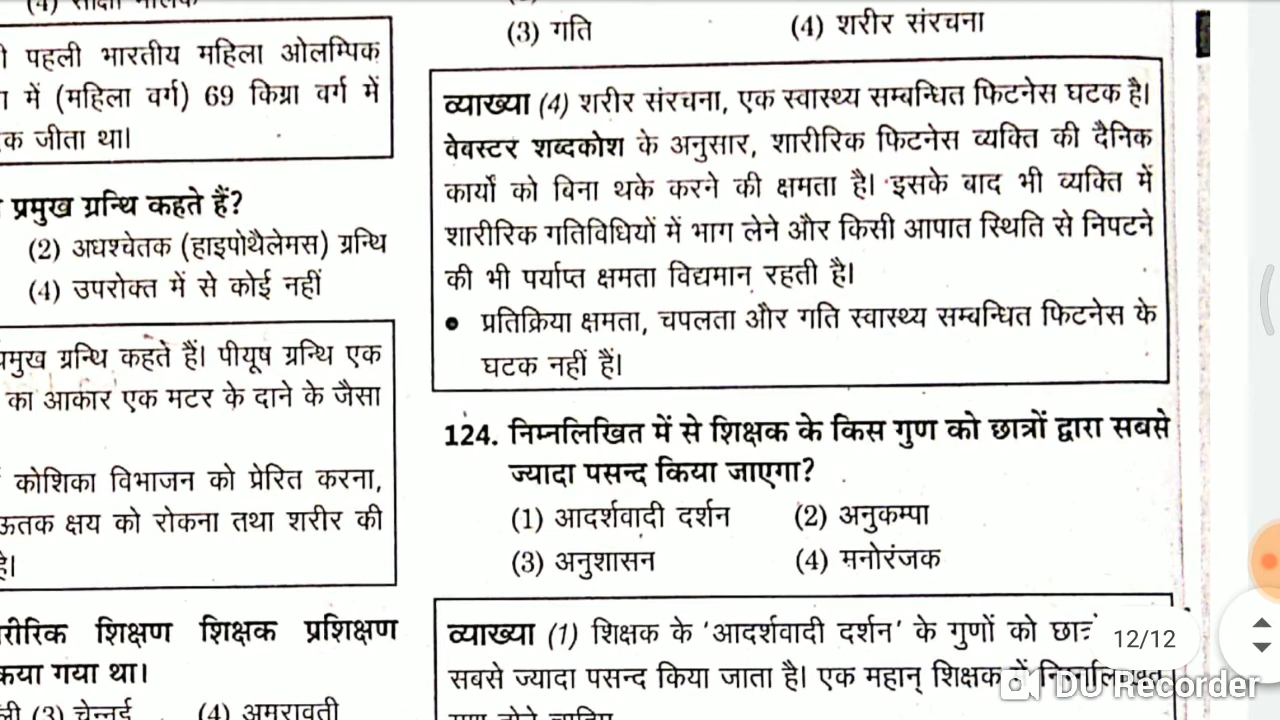 (3) गति (4) शरीर संरचना
व्याख्या (4) शरीर संरचना, एक स्वास्थ्य सम्बन्धित फिटनेस घटक है।
वेबस्टर शब्दकोश के अनुसार, शारीरिक फिटनेस व्यक्ति की दैनिक
कार्यों को बिना थके करने की क्षमता है। इसके बाद भी व्यक्ति में
शारीरिक गतिविधियों में भाग लेने और किसी आपात स्थिति से निपटने
की भी पर्याप्त क्षमता विद्यमान् रहती है।
• प्रतिक्रिया क्षमता, चपलता और गति स्वास्थ्य सम्बन्धित फिटनेस के
घटक नहीं हैं।
124. निम्नलिखित में से शिक्षक के किस गुण को छात्रों द्वारा सबसे
ज्यादा पसन्द किया जाएगा?
(1) आदर्शवादी दर्शन (2) अनुकम्पा
(3) अनुशासन (4) मनोरंजक
व्याख्या (1) शिक्षक के 'आदर्शवादी दर्शन' के गुणों को
सबसे ज्यादा पसन्द किया जाता है। एक महान् शिक्षक में
पहली भारतीय महिला ओलम्पिक
में (महिला वर्ग) 69 किग्रा वर्ग में
जीता था।
प्रमुख ग्रन्थि कहते हैं?
(2) अधश्चेतक (हाइपोथैलेमस) ग्रन्थि
(4) उपरोक्त में से कोई नहीं
ग्रन्थि कहते हैं। पीयूष ग्रन्थि एक
का आकार एक मटर के दाने के जैसा
कोशिका विभाजन को प्रेरित करना,
क्षय को रोकना तथा शरीर की
शिक्षण शिक्षक प्रशिक्षण
गया था।
(3) चेन्नई (4) अमरावती
12/12
DU Recorder